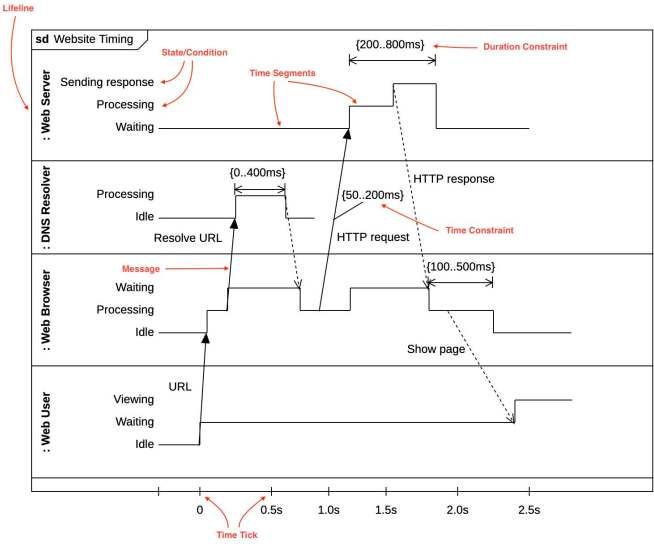 Lifeline
sd Website Timing
{200..800ms}
Duration Constraint
State/Condition
Time Segments
: Web Server
Sending response
Processing
Waiting
: DNS Resolver
{0..400ms}
HTTP response
Processing
{50..200ms}
Idle
Time Constraint
Resolve URL
HTTP request
: Web Browser
Message
{100..500ms}
Waiting
Processing
Idle
Show page
: Web User
URL
Viewing
Waiting
Idle
0 0.5s 1.0s 1.5s 2.0s 2.5s
Time Tick